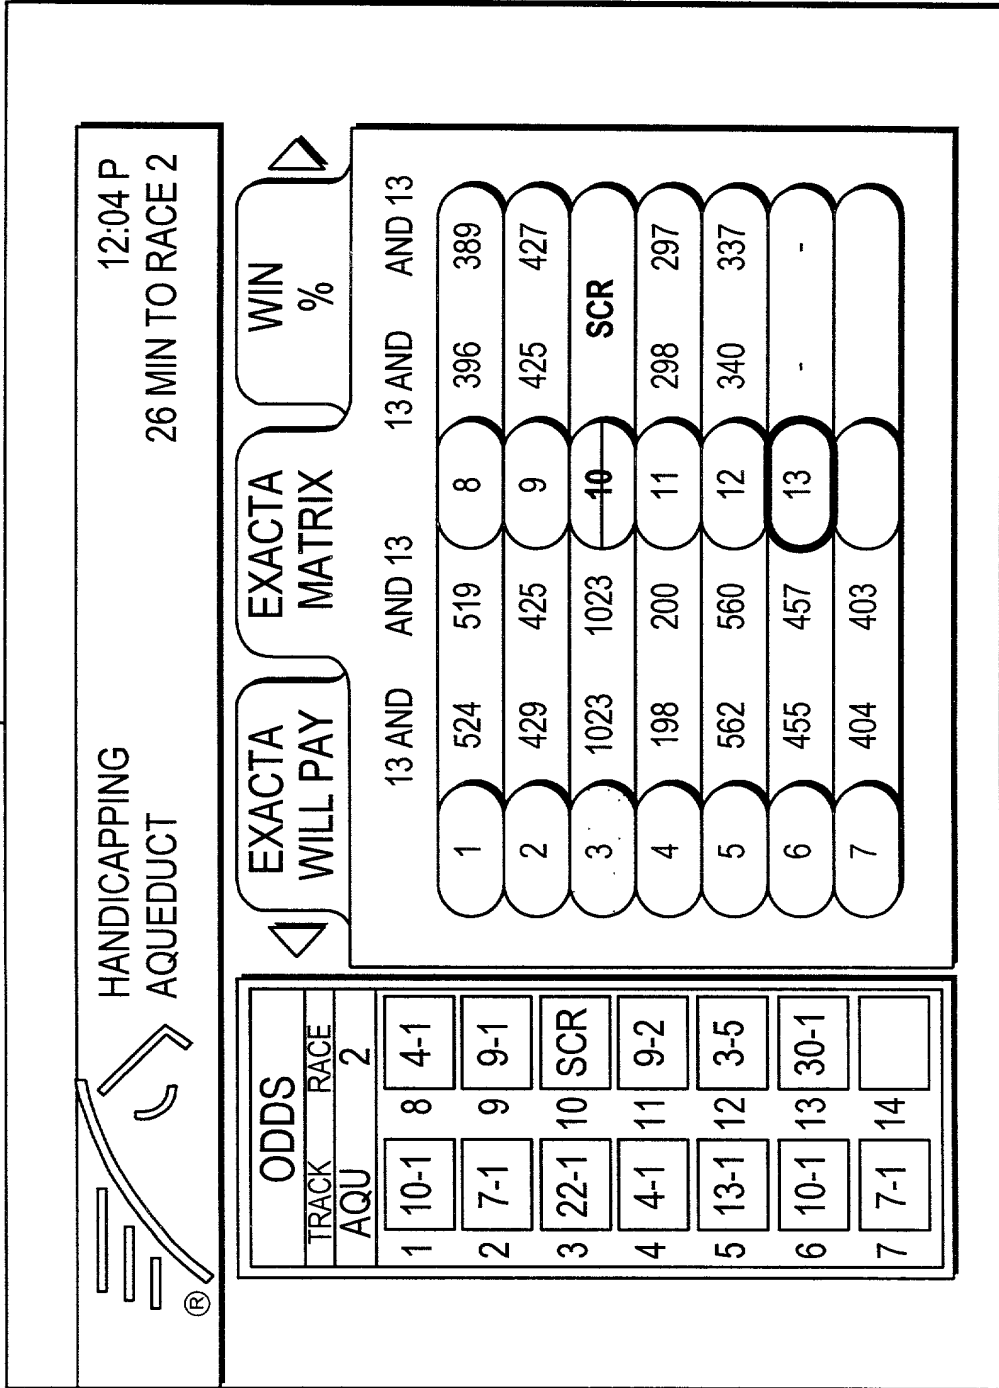 HANDICAPPING 12:04 P
AQUEDUCT 26 MIN TO RACE 2
®
ODDS
TRACK RACE
AQU 2
1 10-1 8 4-1
2 7-1 9 9-1
3 22-1 10 SCR
4 4-1 11 9-2
5 13-1 12 3-5
6 10-1 13 30-1
7 7-1 14
EXACTA
WILL PAY
EXACTA
MATRIX
WIN
%
13 AND AND 13 13 AND AND 13
1 524 519 8 396 389
2 429 425 9 425 427
3 1023 1023 10 SCR
4 198 200 11 298 297
5 562 560 12 340 337
6 455 457 13 - -
7 404 403